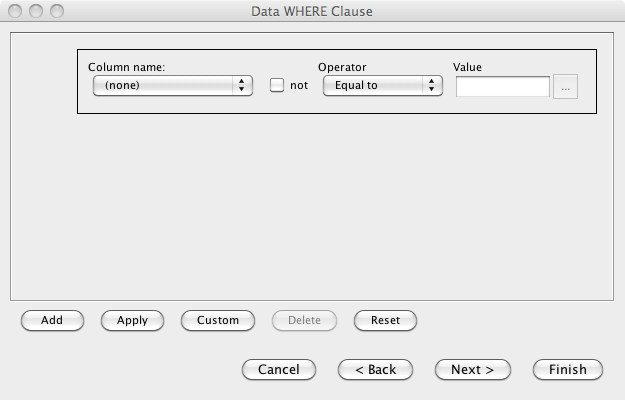 Data WHERE Clause
Column name:
Operator
Value
(none)
not
Equal to
...
Add
Apply
Custom
Delete
Reset
Cancel
< Back
Next >
Finish